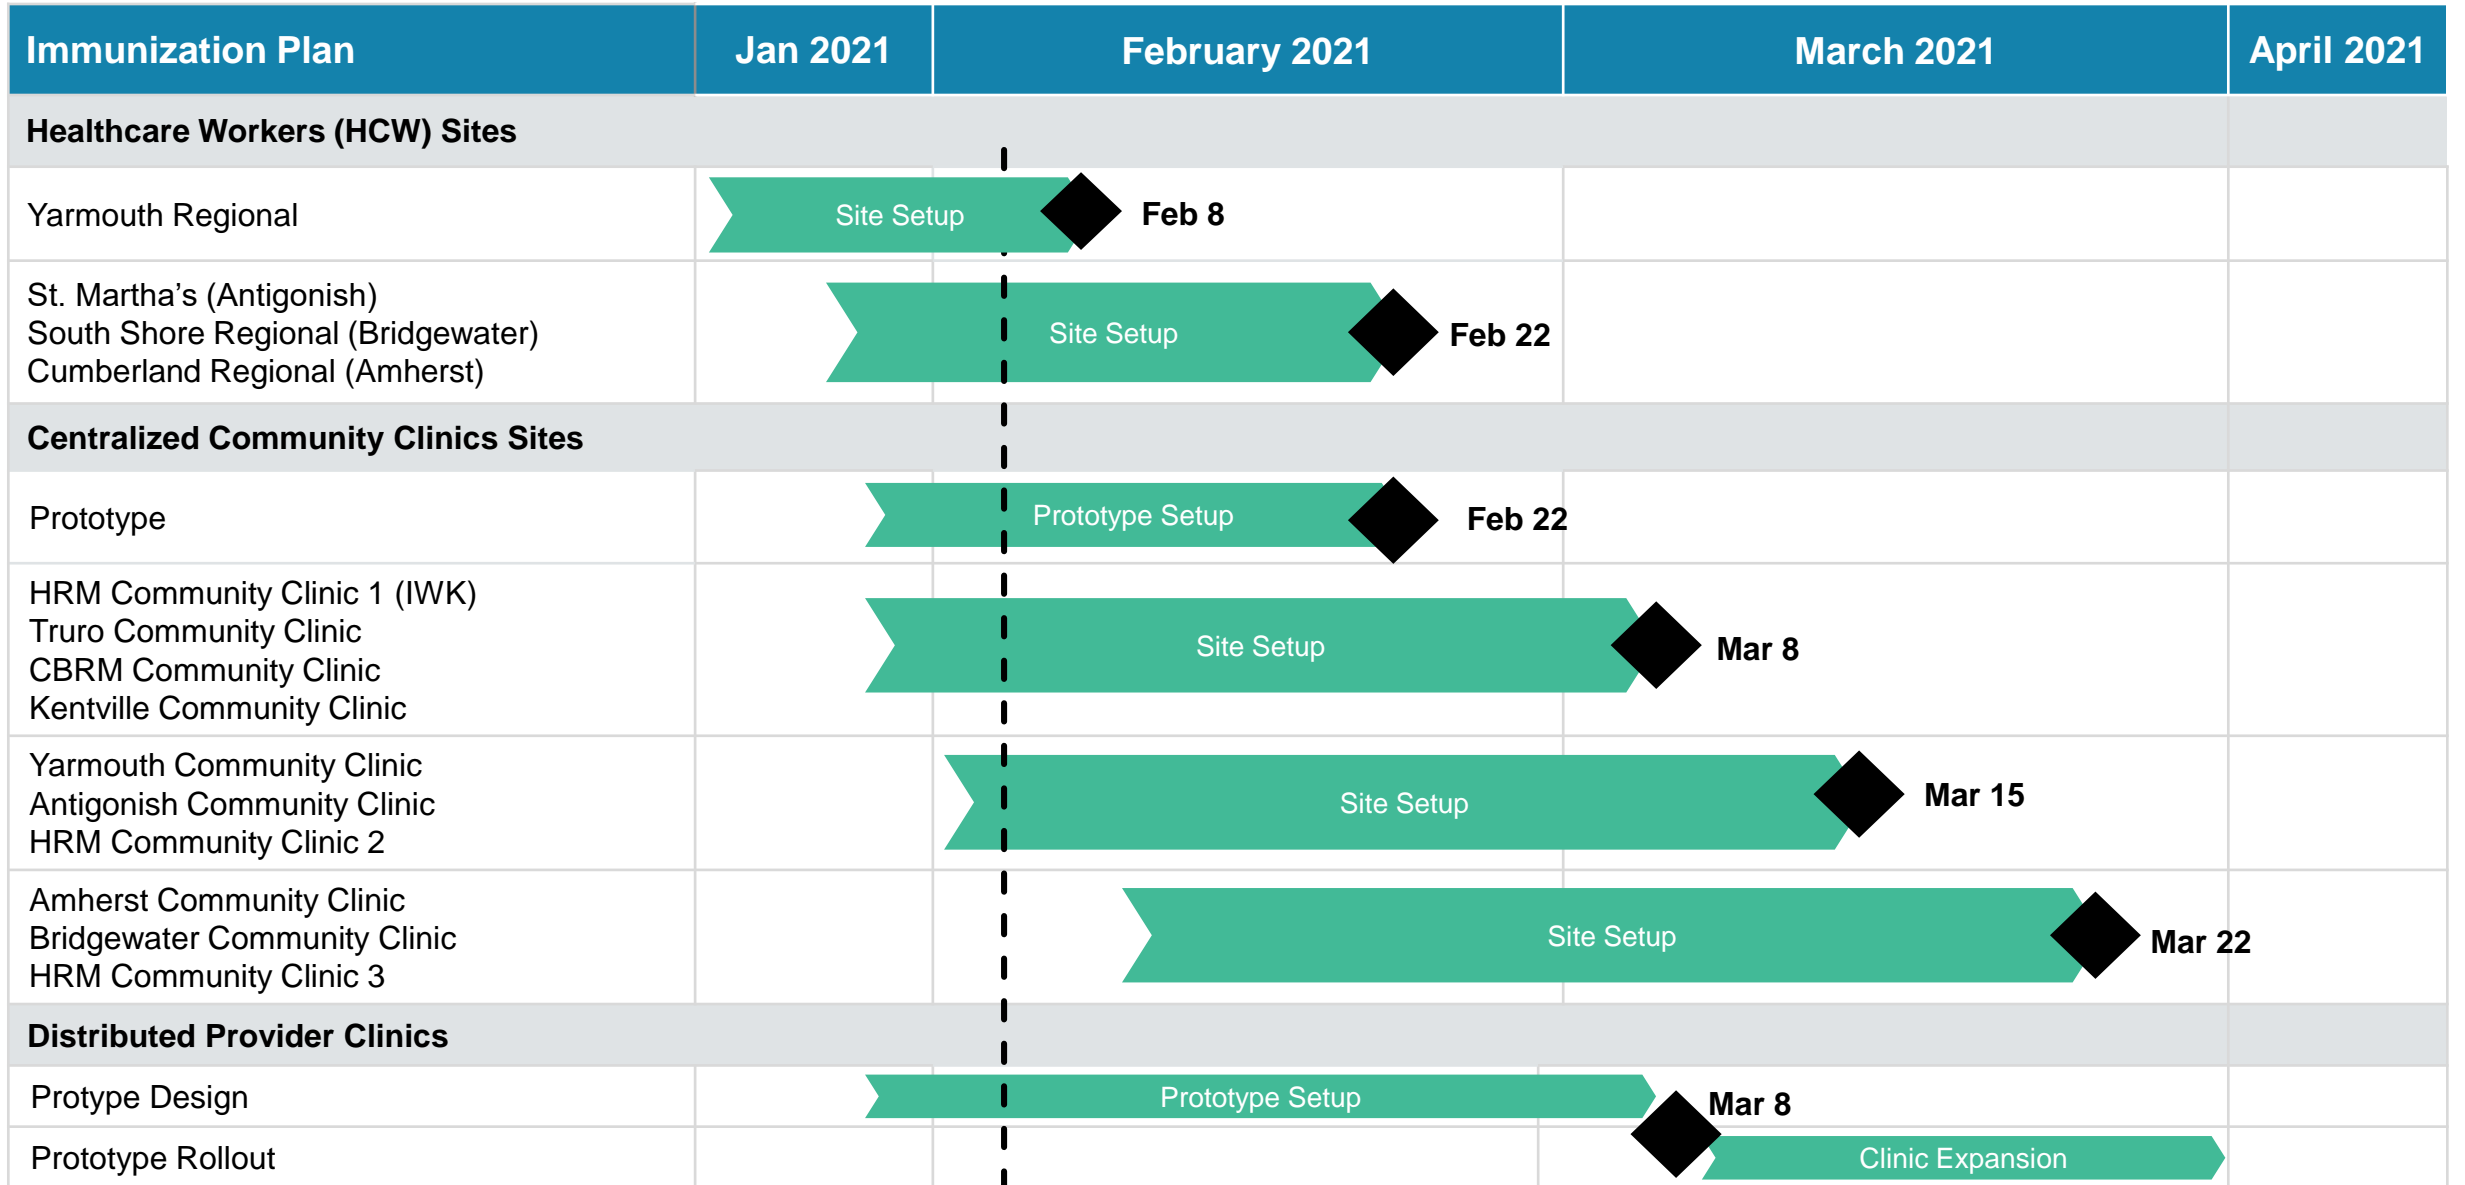 Immunization Plan
Jan 2021
February 2021
March 2021
April 2021
Healthcare Workers (HCW) Sites
Yarmouth Regional
Site Setup
Feb 8
St. Martha's (Antigonish)
South Shore Regional (Bridgewater)
Cumberland Regional (Amherst)
Site Setup
Feb 22
Centralized Community Clinics Sites
Prototype
Prototype Setup
Feb 22
HRM Community Clinic 1 (IWK)
Truro Community Clinic
CBRM Community Clinic
Kentville Community Clinic
Site Setup
Mar 8
Yarmouth Community Clinic
Antigonish Community Clinic
HRM Community Clinic 2
Site Setup
Mar 15
Amherst Community Clinic
Bridgewater Community Clinic
HRM Community Clinic 3
Site Setup
Mar 22
Distributed Provider Clinics
Protype Design
Prototype Setup
Mar 8
Prototype Rollout
Clinic Expansion